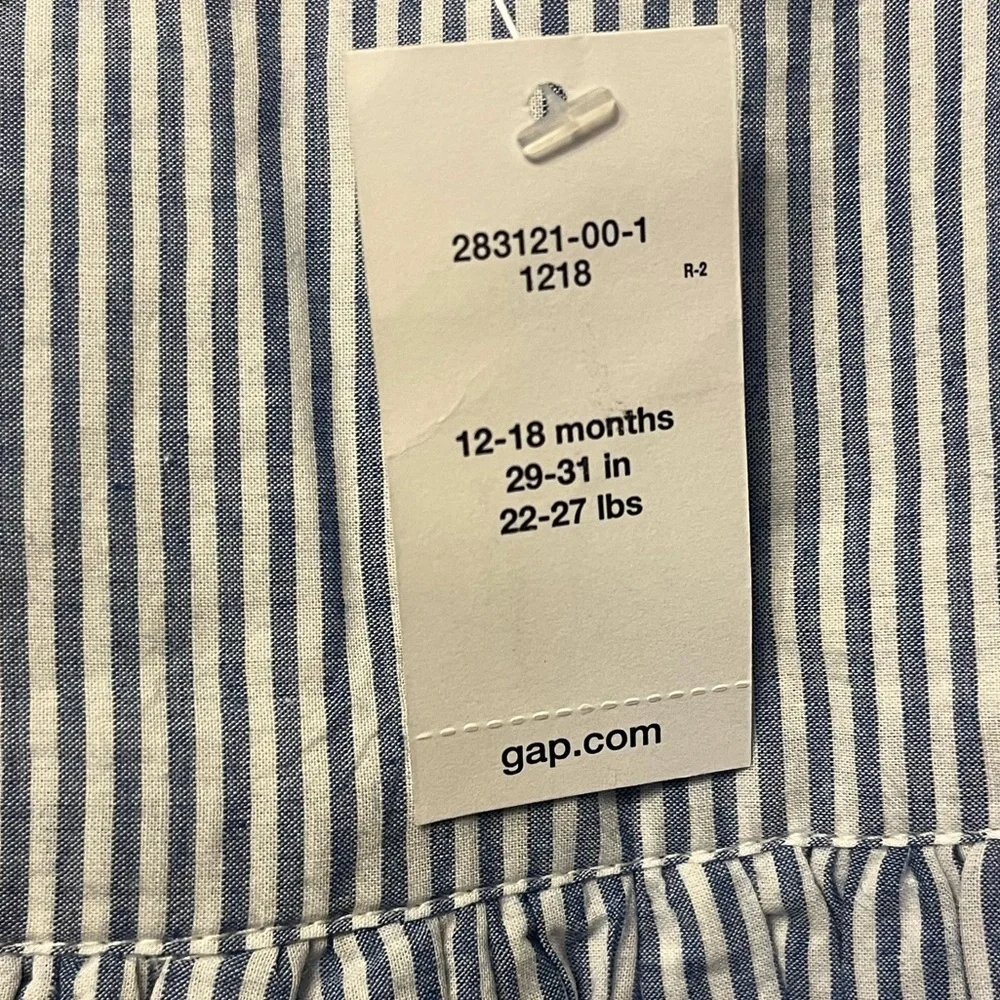 283121-00-1
1218
R-2
12-18 months
29-31 in
22-27 lbs
gap.com